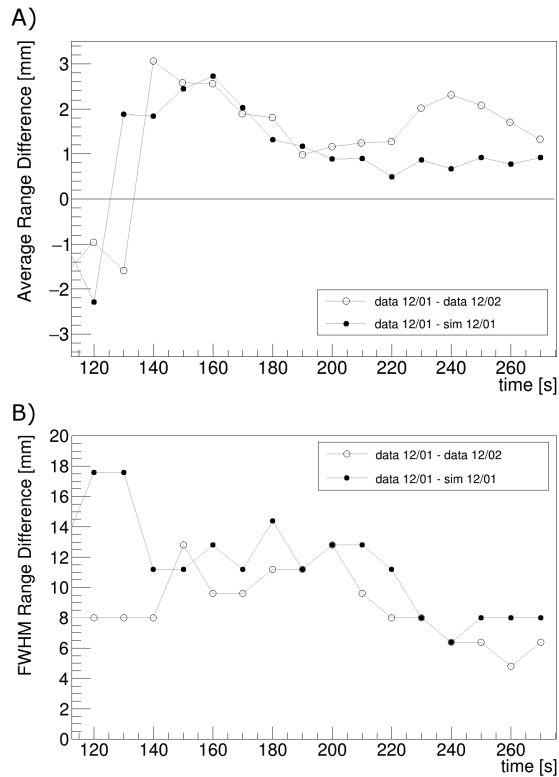 A)
Average Range Difference [mm]
3
2
1
0
−1
−2
−3
data 12/01 - data 12/02
data 12/01 - sim 12/01
120 140 160 180 200 220 240 260
time [s]
B)
FWHM Range Difference [mm]
20
18
16
14
12
10
8
6
4
2
0
data 12/01 - data 12/02
data 12/01 - sim 12/01
120 140 160 180 200 220 240 260
time [s]